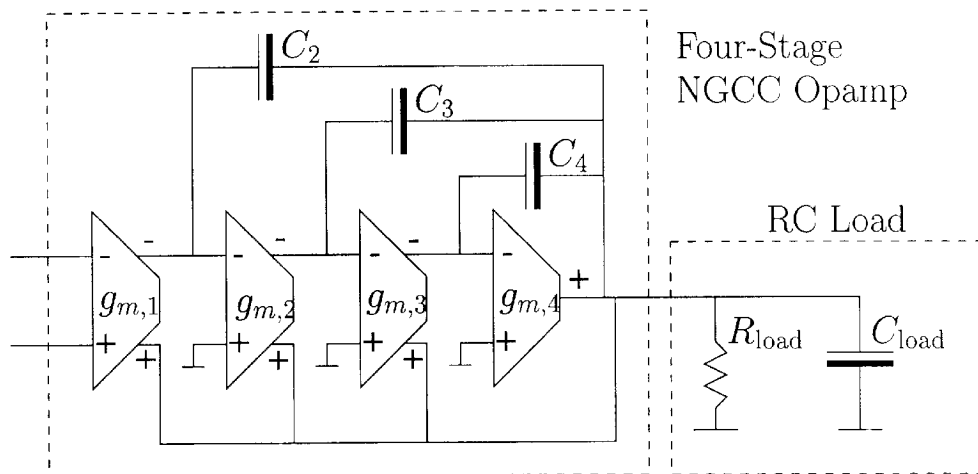 C2
Four-Stage
NGCC Opamp
C3
C4
RC Load
- - - - - - -
gm,1 gm,2 gm,3 gm,4 +
Rload Cload
+ + + +
+ + +